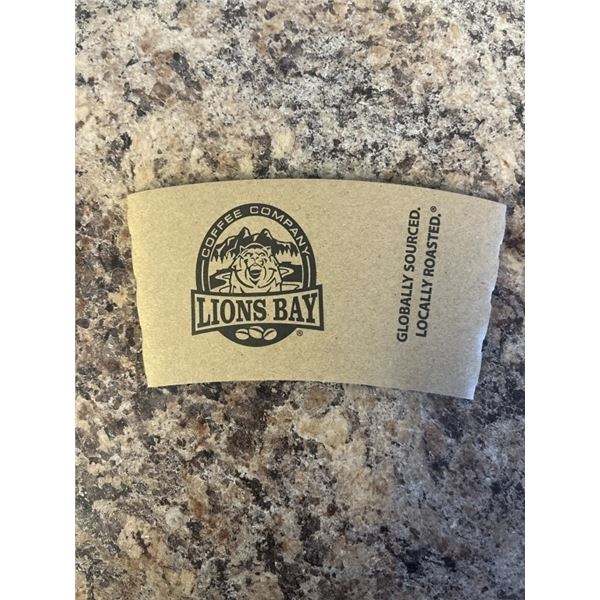 COFFEE COMPANY
LIONS BAY
®
GLOBALLY SOURCED.
LOCALLY ROASTED.®